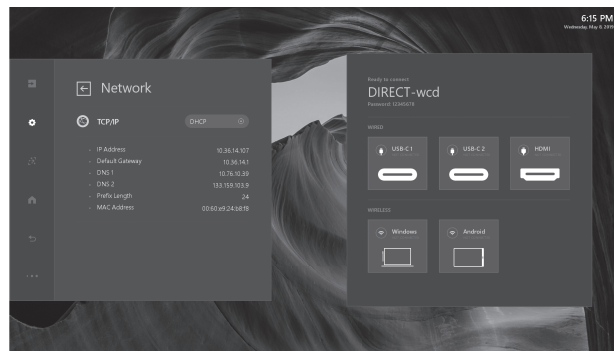 6:15 PM
Wednesday, May 8, 2019
Network
TCP/IP
DHCP
IP Address 10.36.14.107
Default Gateway 10.36.14.1
DNS 1 10.76.10.39
DNS 2 133.159.103.9
Prefix Length 24
MAC Address 00:60:e9:24:b8:f8
Ready to connect
DIRECT-wcd
Password: 12345678
WIRED
USB-C 1
USB-C 2
HDMI
WIRELESS
Windows
Android